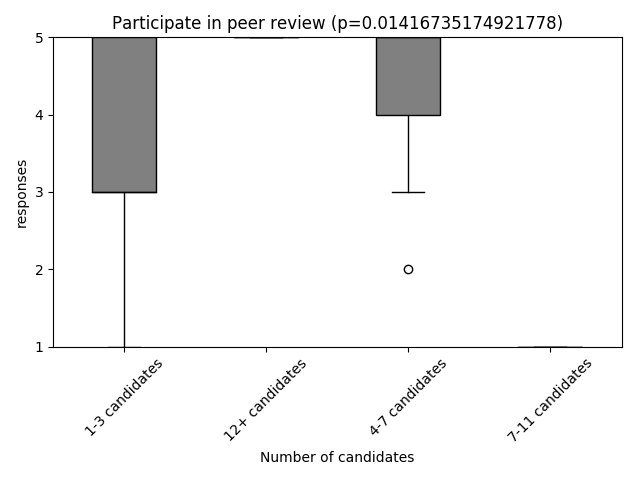 Participate in peer review (p=0.01416735174921778)
5
4
3
2
1
responses
1-3 candidates
12+ candidates
4-7 candidates
7-11 candidates
Number of candidates